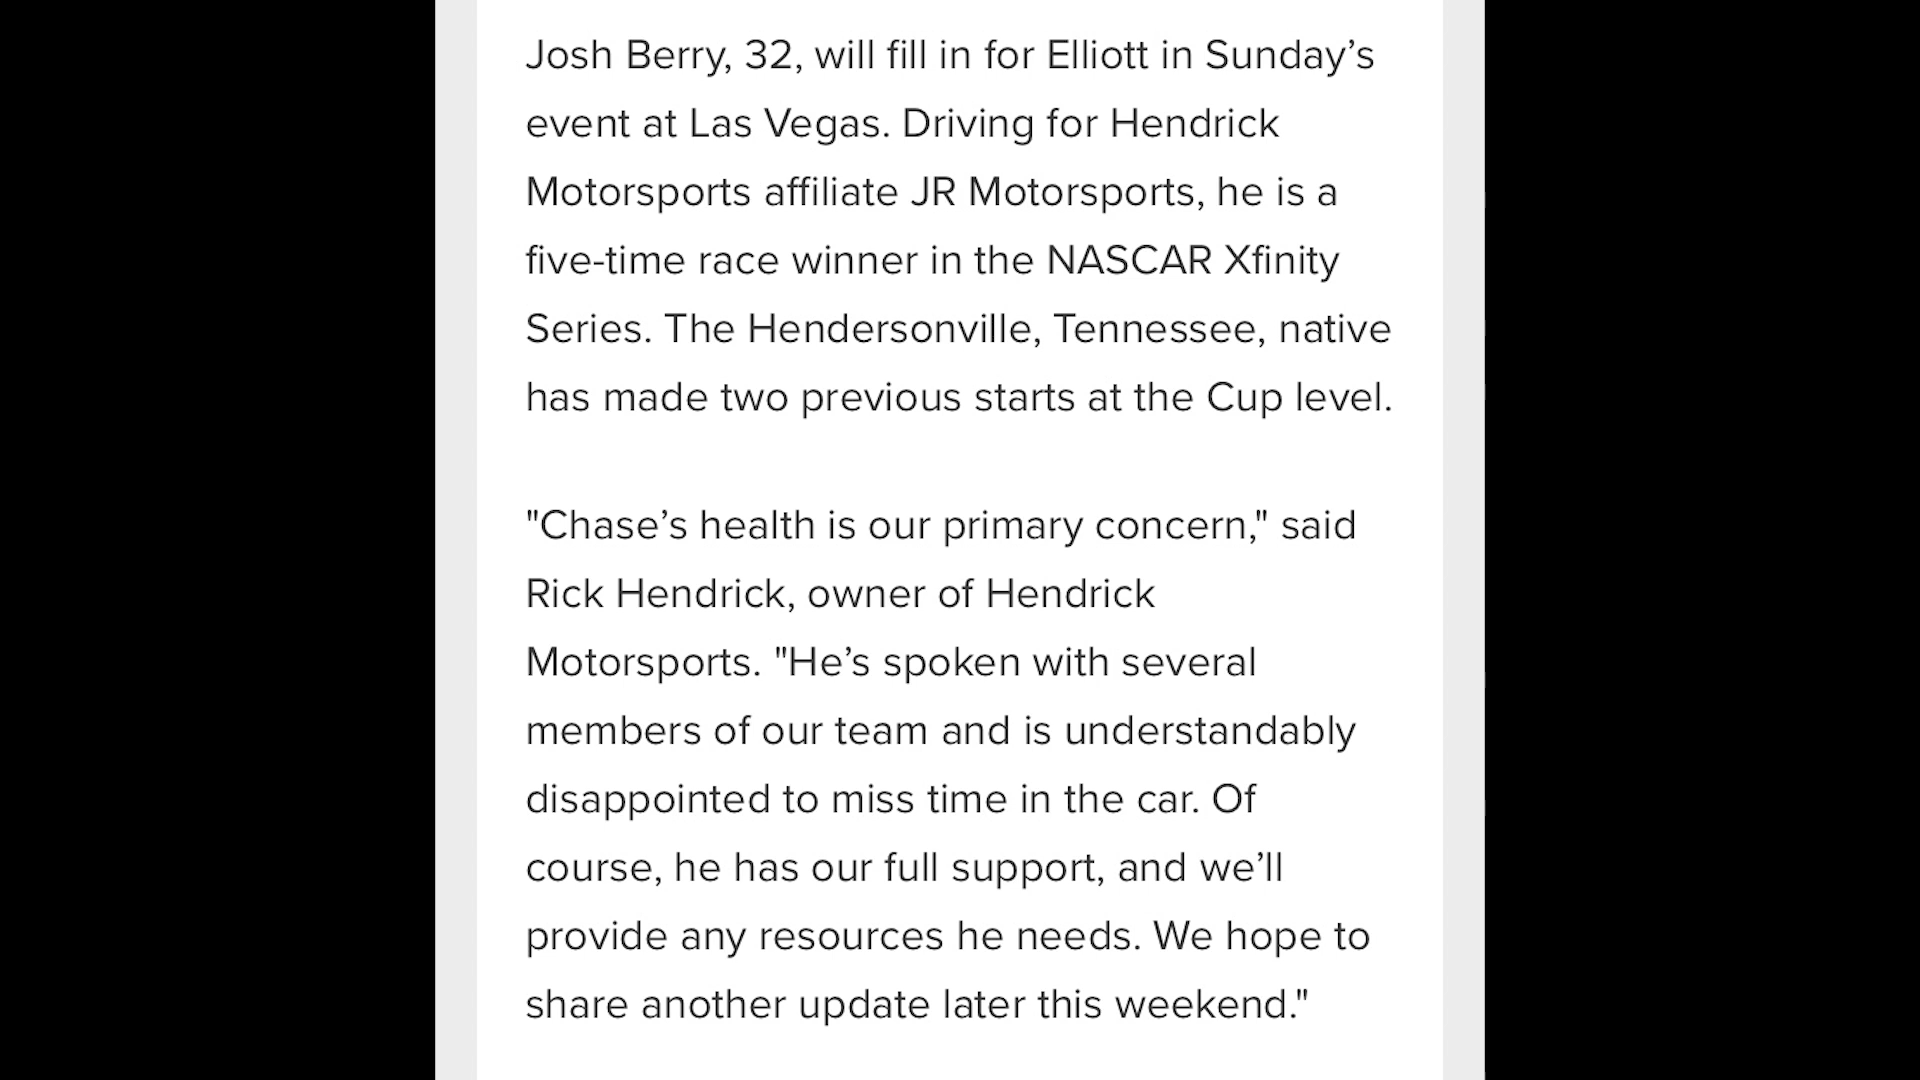 Josh Berry, 32, will fill in for Elliott in Sunday’s
event at Las Vegas. Driving for Hendrick
Motorsports affiliate JR Motorsports, he is a
five-time race winner in the NASCAR Xfinity
Series. The Hendersonville, Tennessee, native
has made two previous starts at the Cup level.
"Chase’s health is our primary concern," said
Rick Hendrick, owner of Hendrick
Motorsports. "He’s spoken with several
members of our team and is understandably
disappointed to miss time in the car. Of
course, he has our full support, and we’ll
provide any resources he needs. We hope to
share another update later this weekend."